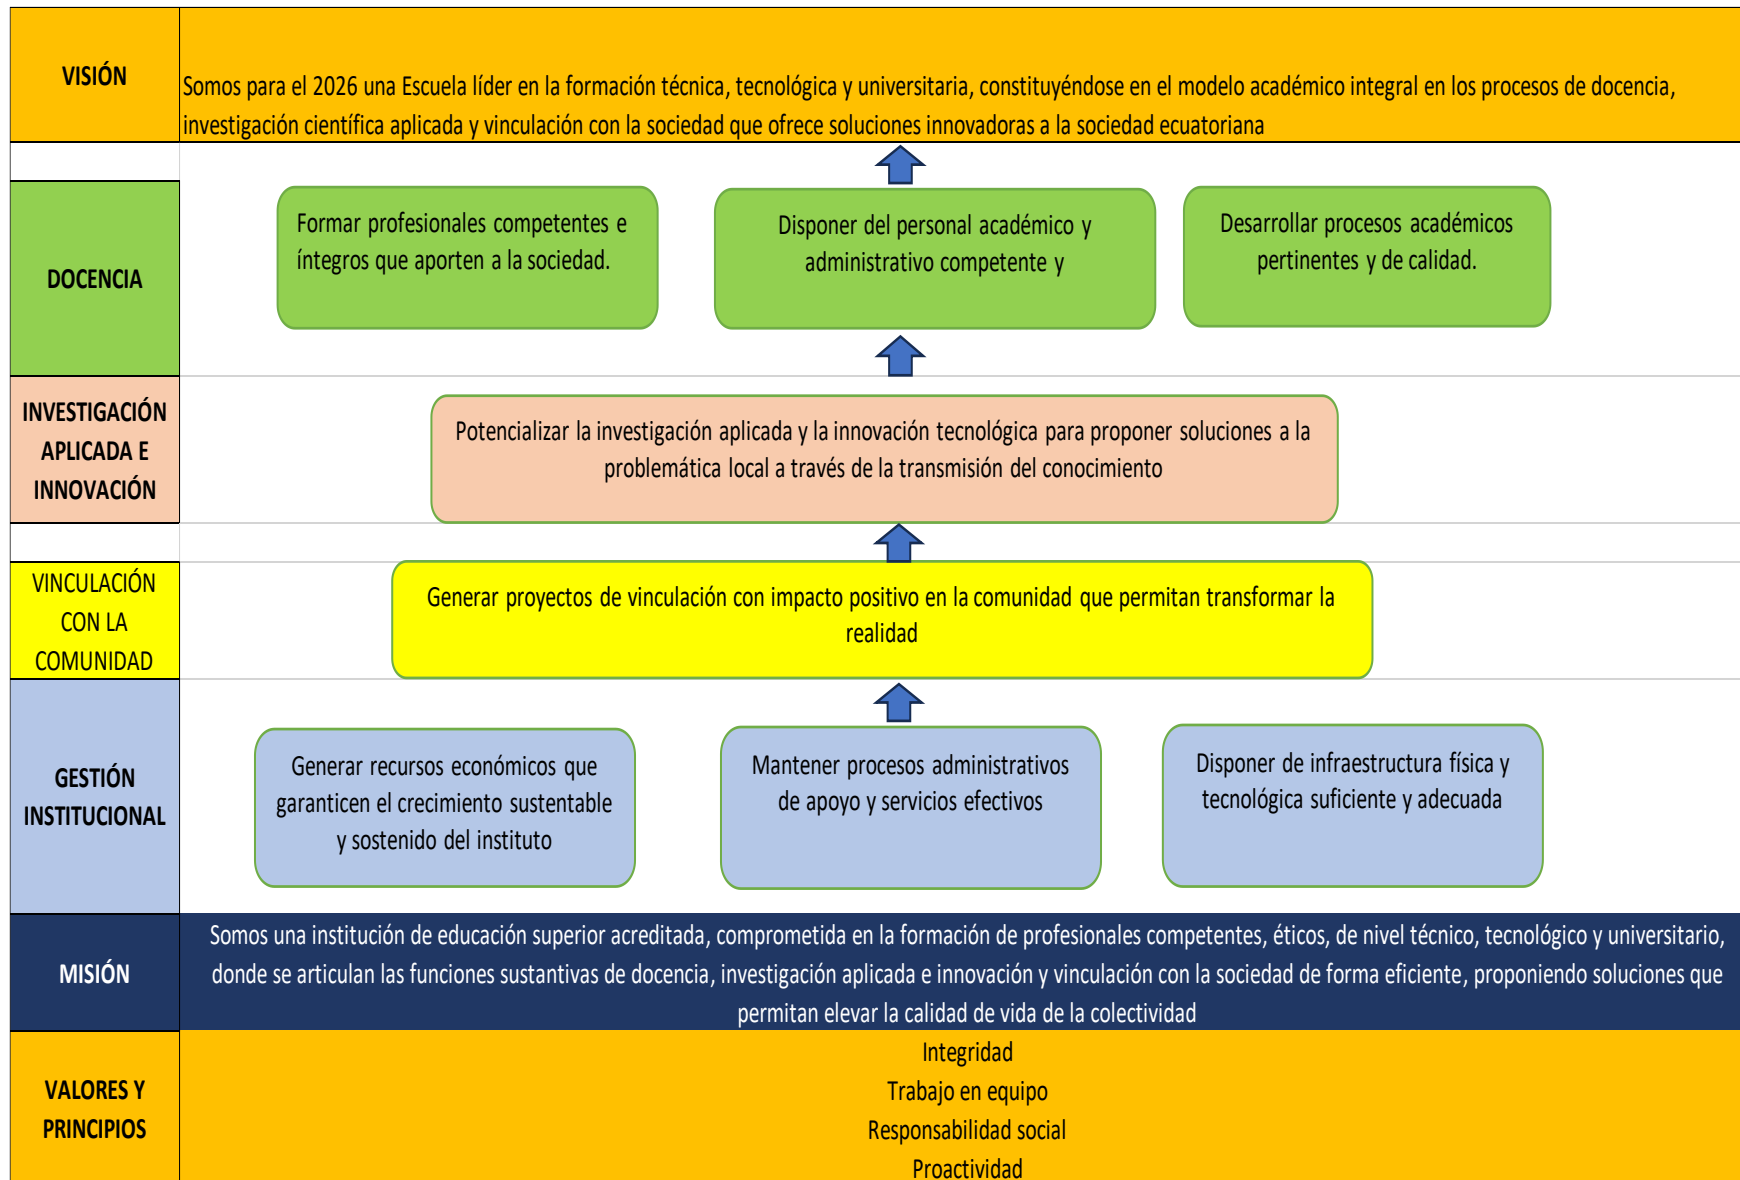 VISIÓN
Somos para el 2026 una Escuela líder en la formación técnica, tecnológica y universitaria, constituyéndose en el modelo académico integral en los procesos de docencia,
investigación científica aplicada y vinculación con la sociedad que ofrece soluciones innovadoras a la sociedad ecuatoriana
DOCENCIA
Formar profesionales competentes e
íntegros que aporten a la sociedad.
Disponer del personal académico y
administrativo competente y
Desarrollar procesos académicos
pertinentes y de calidad.
INVESTIGACIÓN
APLICADA E
INNOVACIÓN
Potencializar la investigación aplicada y la innovación tecnológica para proponer soluciones a la
problemática local a través de la transmisión del conocimiento
VINCULACIÓN
CON LA
COMUNIDAD
Generar proyectos de vinculación con impacto positivo en la comunidad que permitan transformar la
realidad
GESTIÓN
INSTITUCIONAL
Generar recursos económicos que
garanticen el crecimiento sustentable
y sostenido del instituto
Mantener procesos administrativos
de apoyo y servicios efectivos
Disponer de infraestructura física y
tecnológica suficiente y adecuada
MISIÓN
Somos una institución de educación superior acreditada, comprometida en la formación de profesionales competentes, éticos, de nivel técnico, tecnológico y universitario,
donde se articulan las funciones sustantivas de docencia, investigación aplicada e innovación y vinculación con la sociedad de forma eficiente, proponiendo soluciones que
permitan elevar la calidad de vida de la colectividad
VALORES Y
PRINCIPIOS
Integridad
Trabajo en equipo
Responsabilidad social
Proactividad